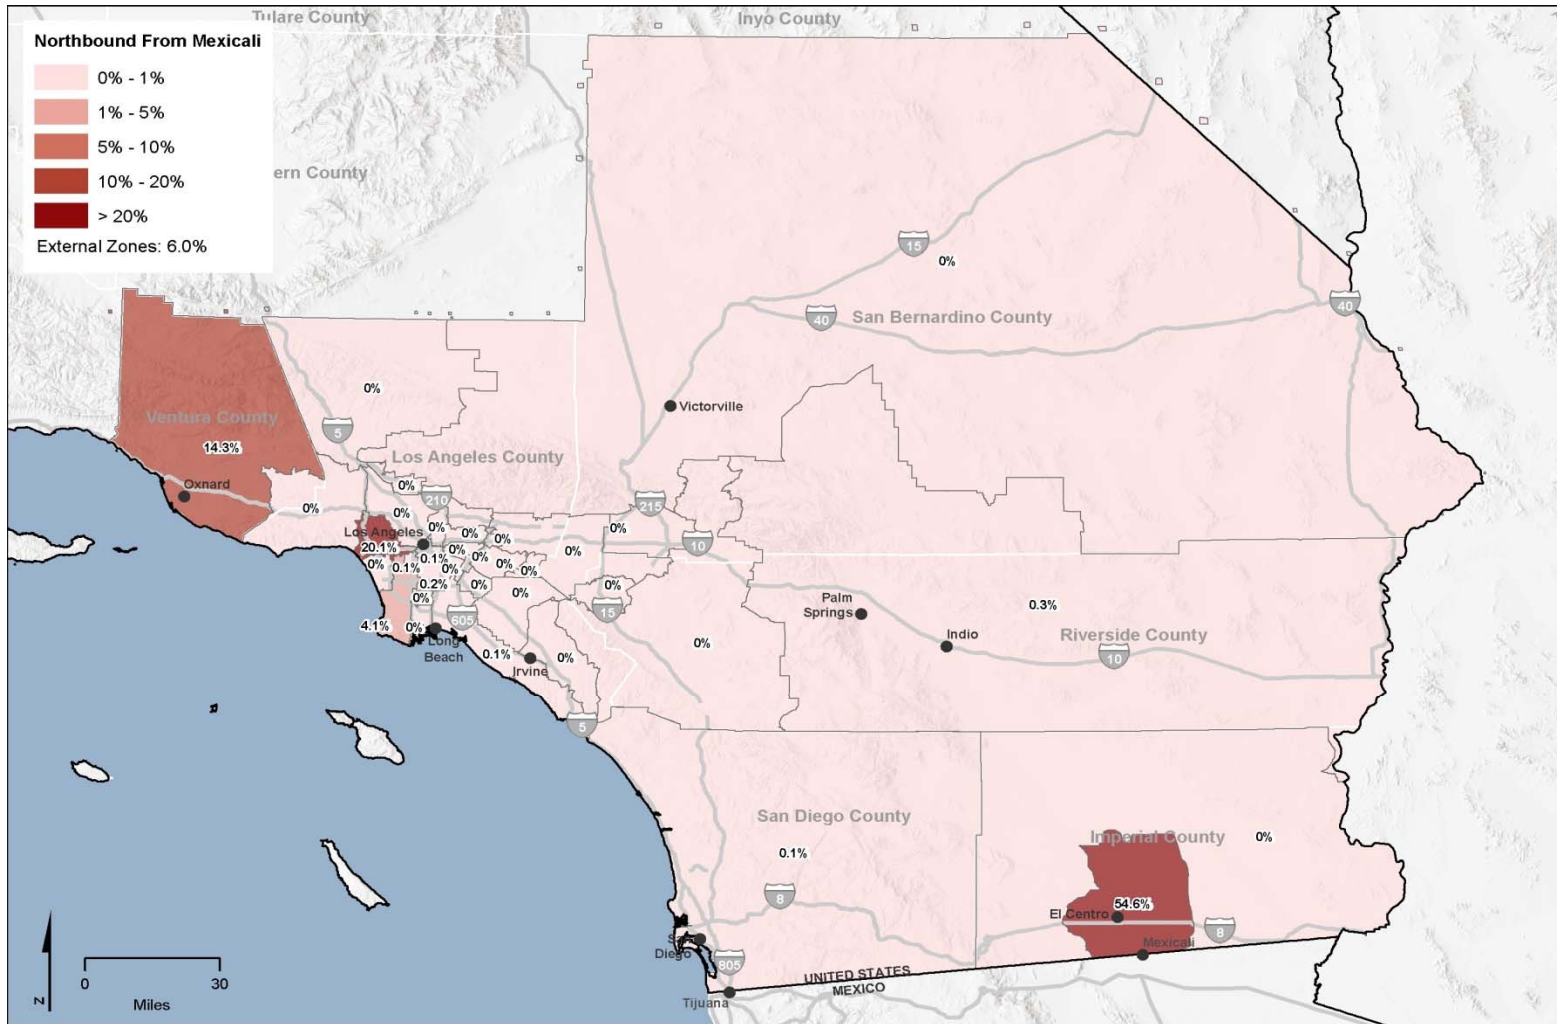 Tulare County
Inyo County
Northbound From Mexicali
0% - 1%
1% - 5%
5% - 10%
10% - 20%
> 20%
External Zones: 6.0%
ern County
15
0%
40
40
San Bernardino County
0%
Victorville
Ventura County
5
14.3%
Los Angeles County
Oxnard
0%
210
0%
0%
215
Los Angeles
0%
0%
0%
0%
10
20.1%
0%
0.1%
0%
0%
0%
0.1%
0%
0%
0%
0.2%
0%
0%
0%
0%
15
Palm
Springs
0.3%
605
4.1%
0%
Long
Beach
Riverside County
Indio
10
0.1%
0%
Irvine
0%
5
San Diego County
Imperial County
0%
0.1%
8
54.6%
El Centro
8
Mexicali
San
Diego
805
UNITED STATES
MEXICO
Tijuana
N
0
30
Miles